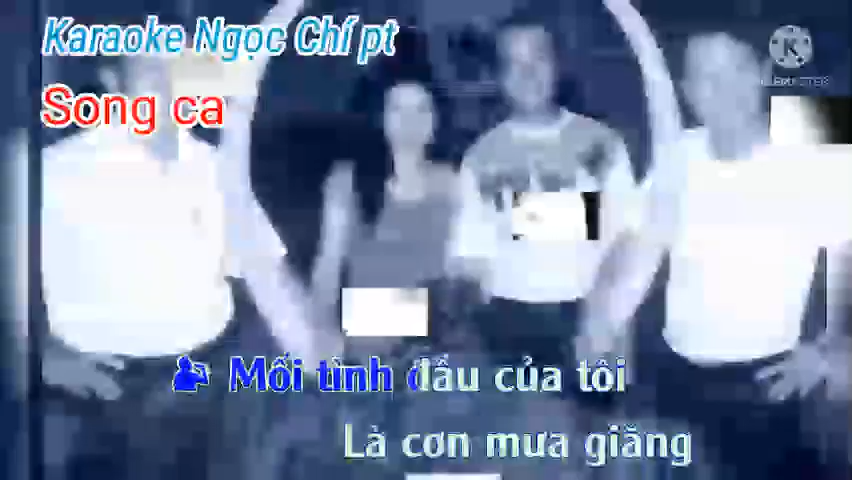 Karaoke Ngọc Chí pt
Song ca
Mối tình đầu của tôi
Là cơn mưa giăng